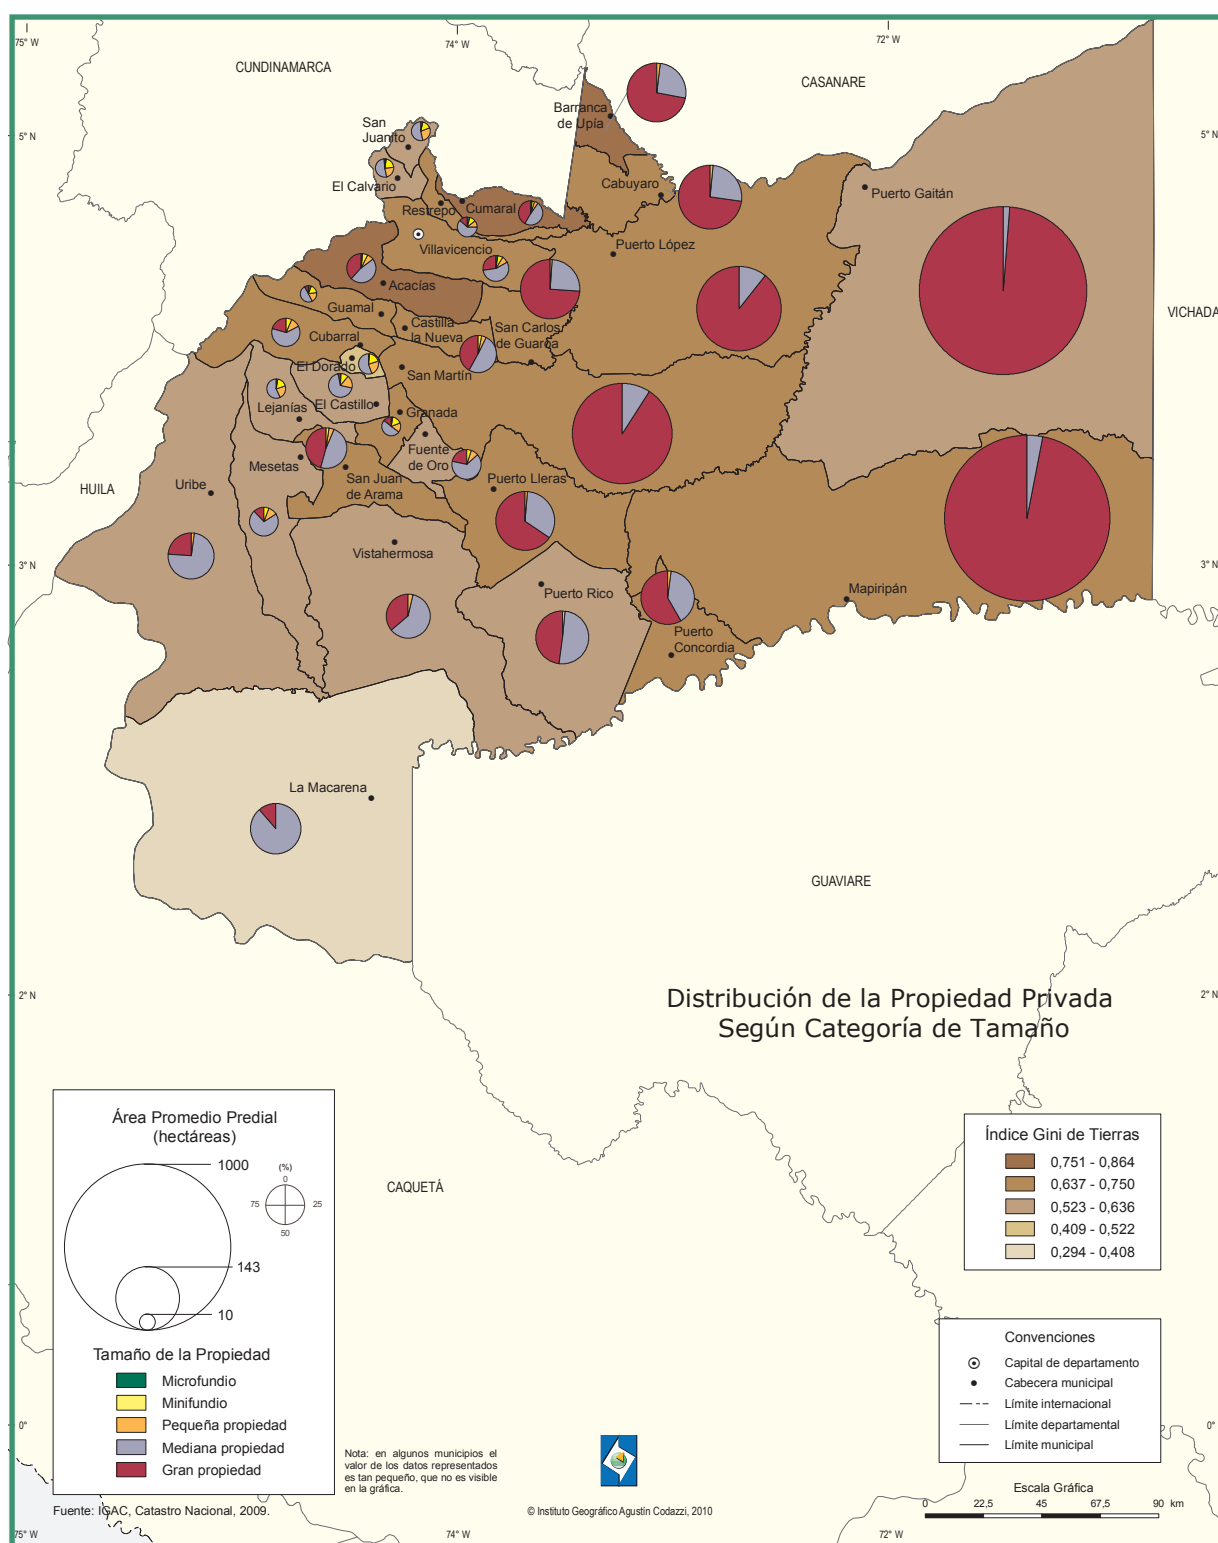 75° W
74° W
72° W
CUNDINAMARCA
CASANARE
Barranca
de Upía
San
Juanito
5° N
5° N
El Calvario
Cabuyaro
Puerto Gaitán
Restrepo
Cumaral
Villavicencio
Puerto López
Acacías
VICHADA
Guamal
Castilla
la Nueva
San Carlos
de Guaroa
Cubarral
El Dorado
San Martín
Lejanías
El Castillo
Granada
Fuente
de Oro
Mesetas
San Juan
de Arama
HUILA
Uribe
Puerto Lleras
Vistahermosa
3° N
3° N
Puerto Rico
Mapiripán
Puerto
Concordia
La Macarena
GUAVIARE
2° N
2° N
Distribución de la Propiedad Privada
Según Categoría de Tamaño
Área Promedio Predial
(hectáreas)
1000
143
10
(%)
0
25
50
75
Tamaño de la Propiedad
Microfundio
Minifundio
Pequeña propiedad
Mediana propiedad
Gran propiedad
CAQUETÁ
Índice Gini de Tierras
0,751 - 0,864
0,637 - 0,750
0,523 - 0,636
0,409 - 0,522
0,294 - 0,408
Convenciones
Capital de departamento
Cabecera municipal
Límite internacional
Límite departamental
Límite municipal
0°
0°
Nota: en algunos municipios el
valor de los datos representados
es tan pequeño, que no es visible
en la gráfica.
Fuente: IGAC, Catastro Nacional, 2009.
© Instituto Geográfico Agustín Codazzi, 2010
Escala Gráfica
0 22,5 45 67,5 90 km
75° W
74° W
72° W